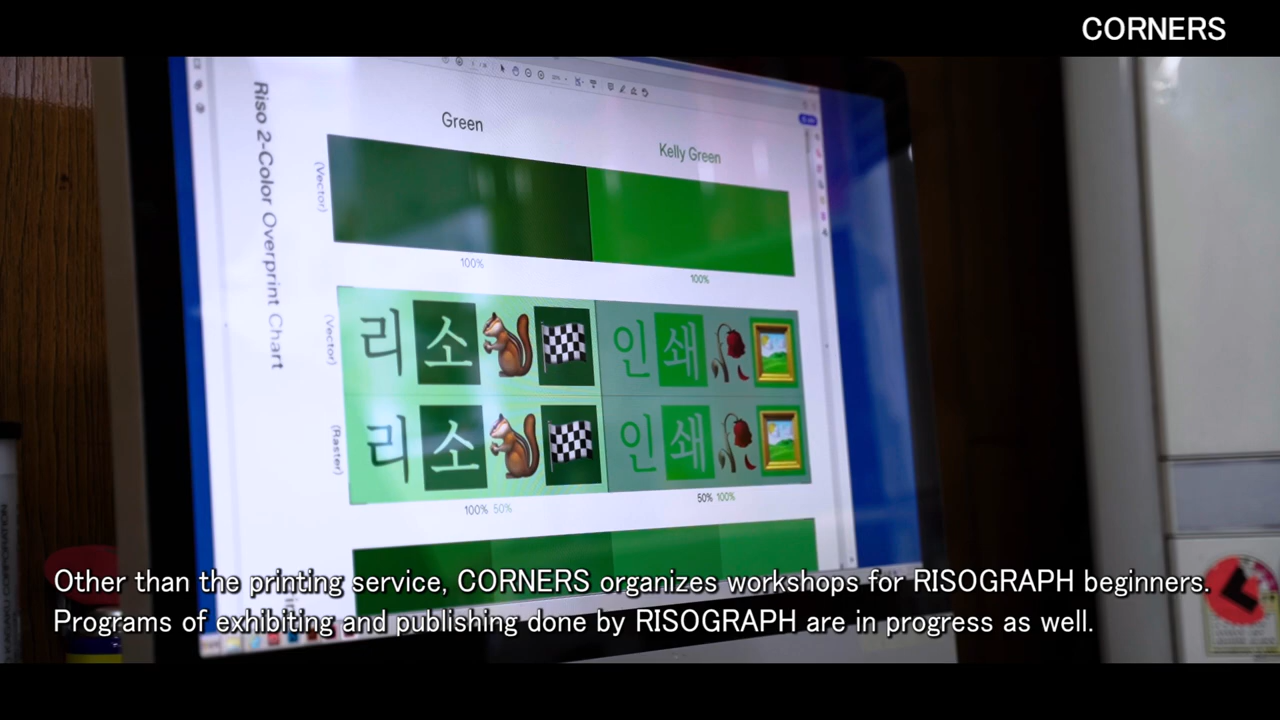 CORNERS
Riso 2-Color Overprint Chart
Green
Kelly Green
(Vector)
100%
100%
(Vector)
리소 인쇄
(Raster)
리소 인쇄
100% 50%
50% 100%
Other than the printing service, CORNERS organizes workshops for RISOGRAPH beginners.
Programs of exhibiting and publishing done by RISOGRAPH are in progress as well.